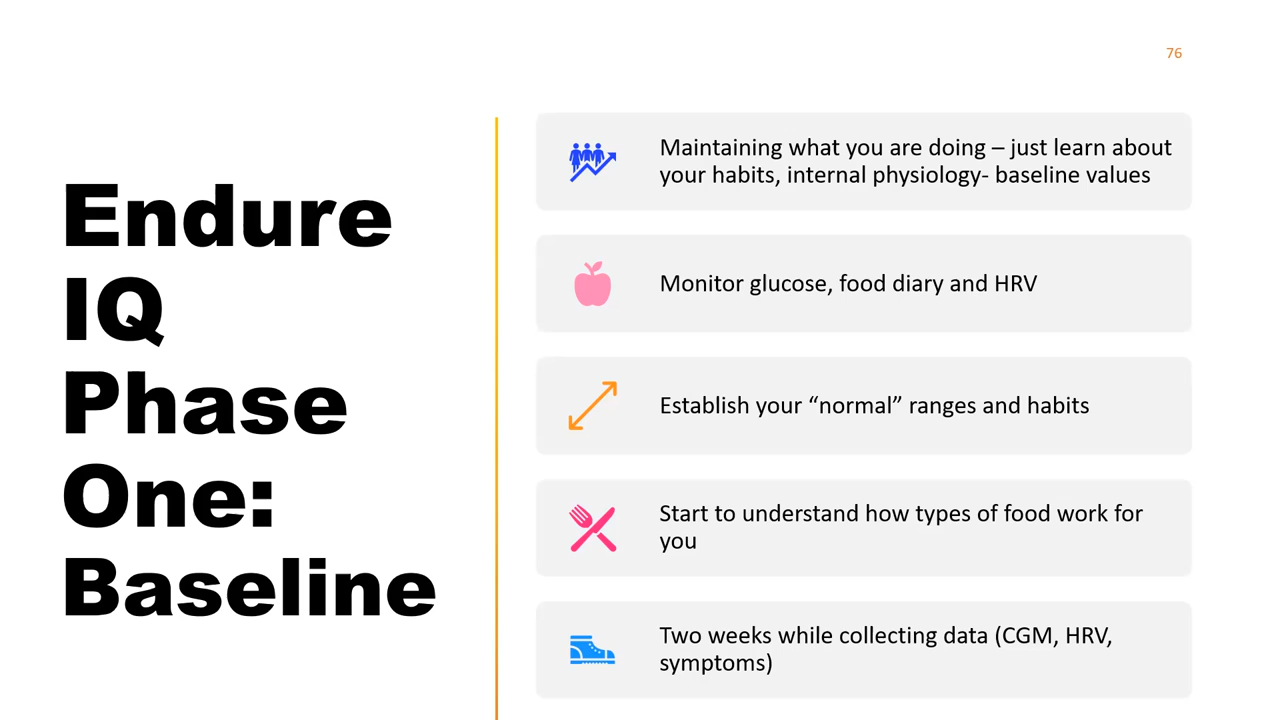 76
Endure
IQ
Phase
One:
Baseline
Maintaining what you are doing – just learn about
your habits, internal physiology- baseline values
Monitor glucose, food diary and HRV
Establish your “normal” ranges and habits
Start to understand how types of food work for
you
Two weeks while collecting data (CGM, HRV,
symptoms)